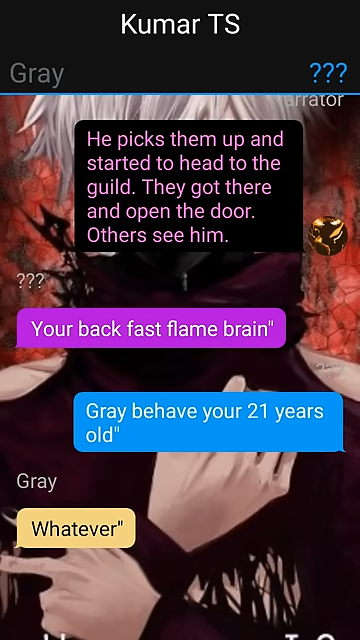 Kumar TS
Gray
???
arrator
He picks them up and
started to head to the
guild. They got there
and open the door.
Others see him.
???
Your back fast flame brain"
Gray behave your 21 years
old"
Gray
Whatever"